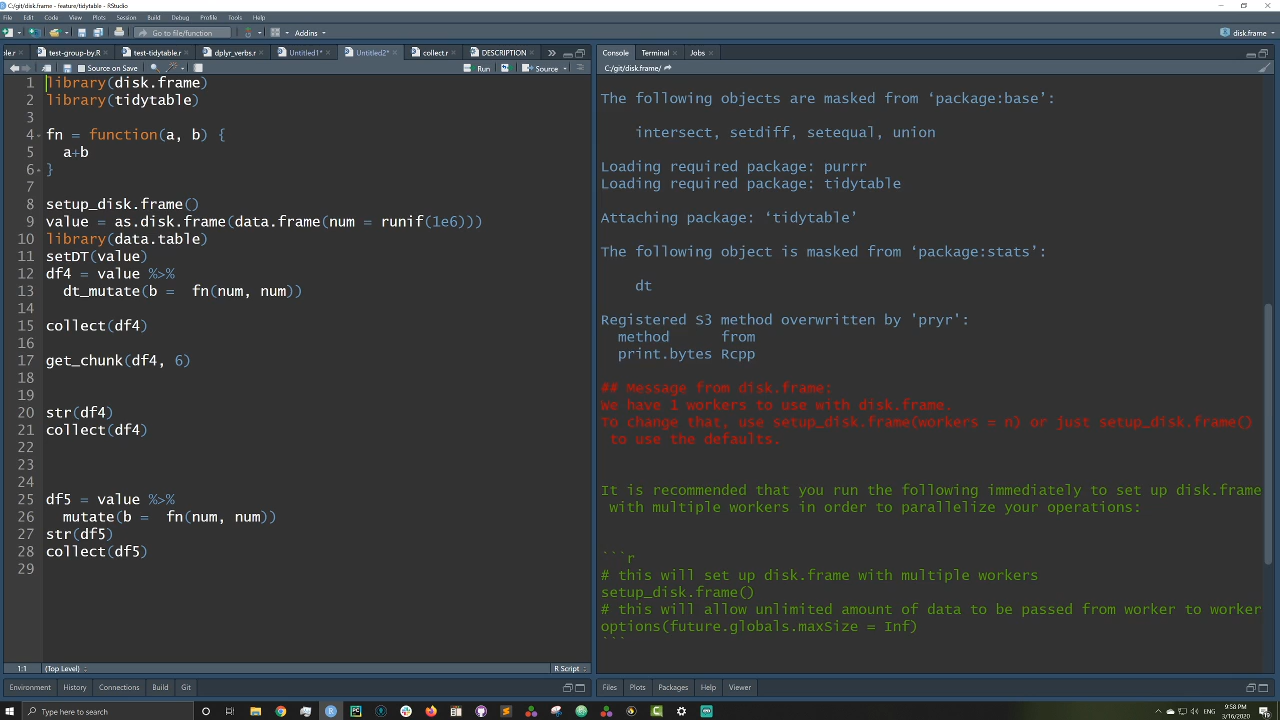 C:/git/disk.frame - feature/tidytable - RStudio
File Edit Code View Plots Session Build Debug Profile Tools Help
Go to file/function
Addins
disk.frame
test-group-by.R
test-tidytable.r
dplyr_verbs.r
Untitled1*
Untitled2*
collect.r
DESCRIPTION
Source on Save
Run
Source
1 library(disk.frame)
2 library(tidytable)
3
4 fn = function(a, b) {
5 a+b
6 }
7
8 setup_disk.frame()
9 value = as.disk.frame(data.frame(num = runif(1e6)))
10 library(data.table)
11 setDT(value)
12 df4 = value %>%
13 dt_mutate(b = fn(num, num))
14
15 collect(df4)
16
17 get_chunk(df4, 6)
18
19
20 str(df4)
21 collect(df4)
22
23
24
25 df5 = value %>%
26 mutate(b = fn(num, num))
27 str(df5)
28 collect(df5)
29
1:1 (Top Level) R Script
Environment History Connections Build Git
Console Terminal Jobs
C:/git/disk.frame/
The following objects are masked from ‘package:base’:
intersect, setdiff, setequal, union
Loading required package: purrr
Loading required package: tidytable
Attaching package: ‘tidytable’
The following object is masked from ‘package:stats’:
dt
Registered S3 method overwritten by 'pryr':
method from
print.bytes Rcpp
## Message from disk.frame:
We have 1 workers to use with disk.frame.
To change that, use setup_disk.frame(workers = n) or just setup_disk.frame()
to use the defaults.
It is recommended that you run the following immediately to set up disk.frame
with multiple workers in order to parallelize your operations:
```r
# this will set up disk.frame with multiple workers
setup_disk.frame()
# this will allow unlimited amount of data to be passed from worker to worker
options(future.globals.maxSize = Inf)
```
Files Plots Packages Help Viewer
Type here to search
ENG
9:58 PM
3/16/2020